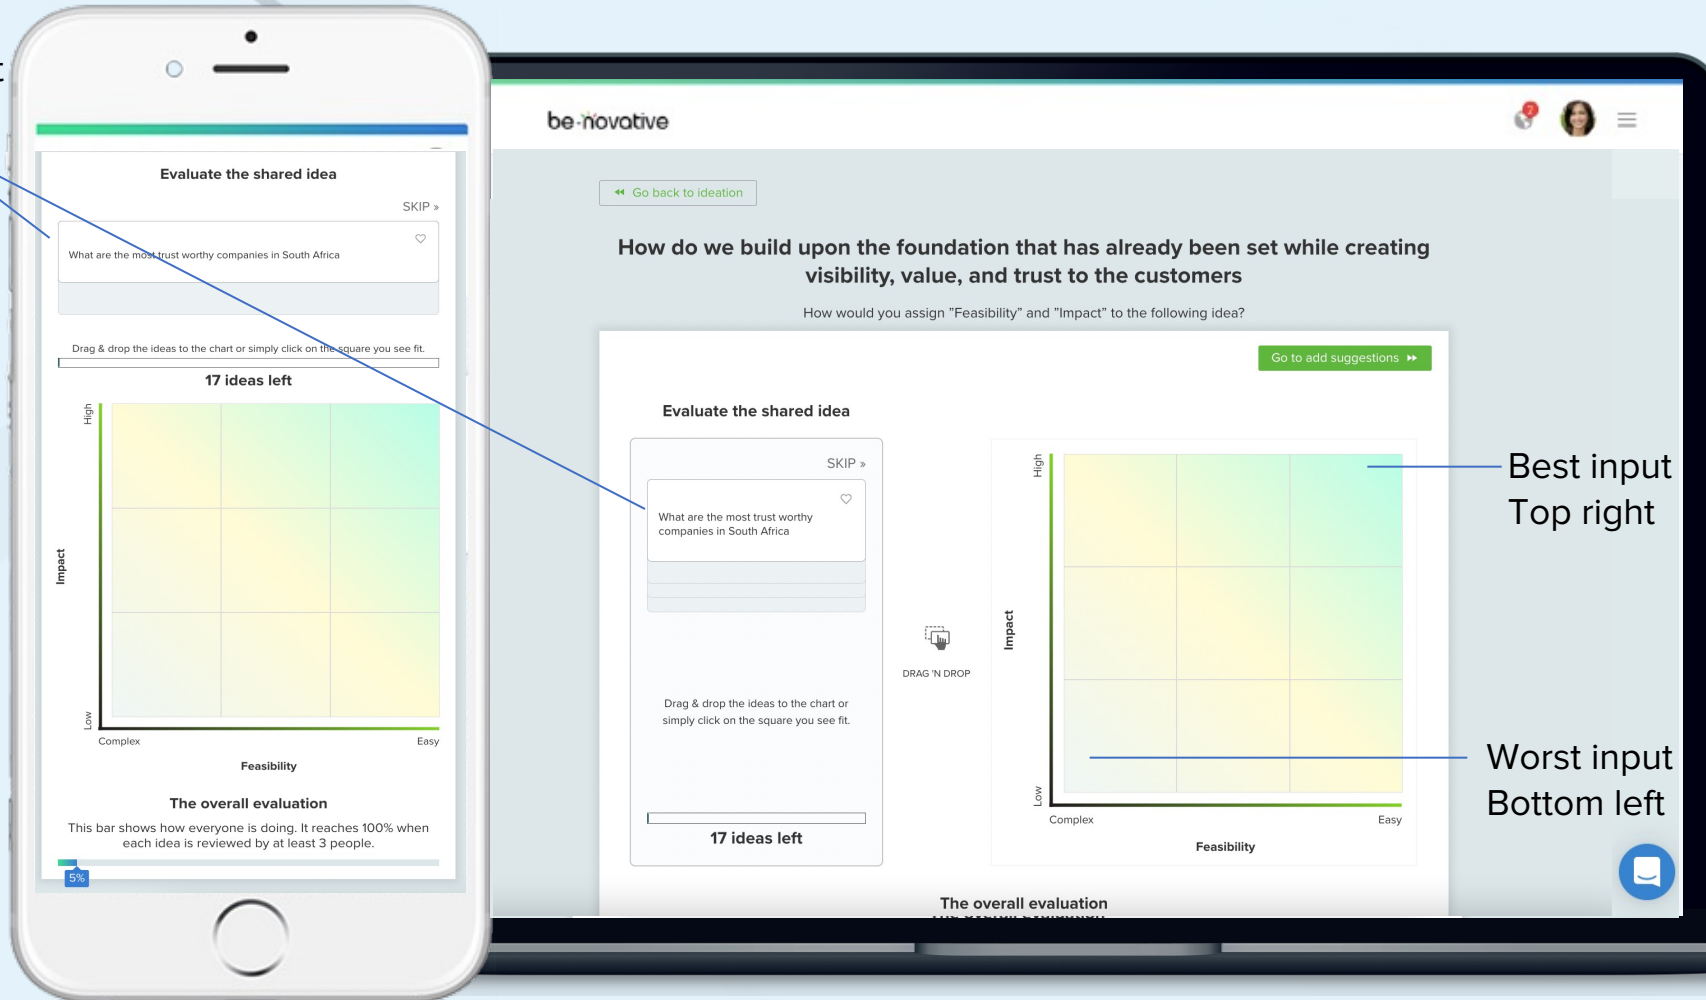 t
Evaluate the shared idea
SKIP »
What are the most trust worthy companies in South Africa
Drag & drop the ideas to the chart or simply click on the square you see fit.
17 ideas left
High
Impact
Low
Complex
Easy
Feasibility
The overall evaluation
This bar shows how everyone is doing. It reaches 100% when
each idea is reviewed by at least 3 people.
5%
be-novative
Go back to ideation
How do we build upon the foundation that has already been set while creating
visibility, value, and trust to the customers
How would you assign "Feasibility" and "Impact" to the following idea?
Go to add suggestions
Evaluate the shared idea
SKIP »
What are the most trust worthy
companies in South Africa
Drag & drop the ideas to the chart or
simply click on the square you see fit.
17 ideas left
DRAG 'N DROP
High
Impact
Low
Complex
Easy
Feasibility
The overall evaluation
Best input
Top right
Worst input
Bottom left